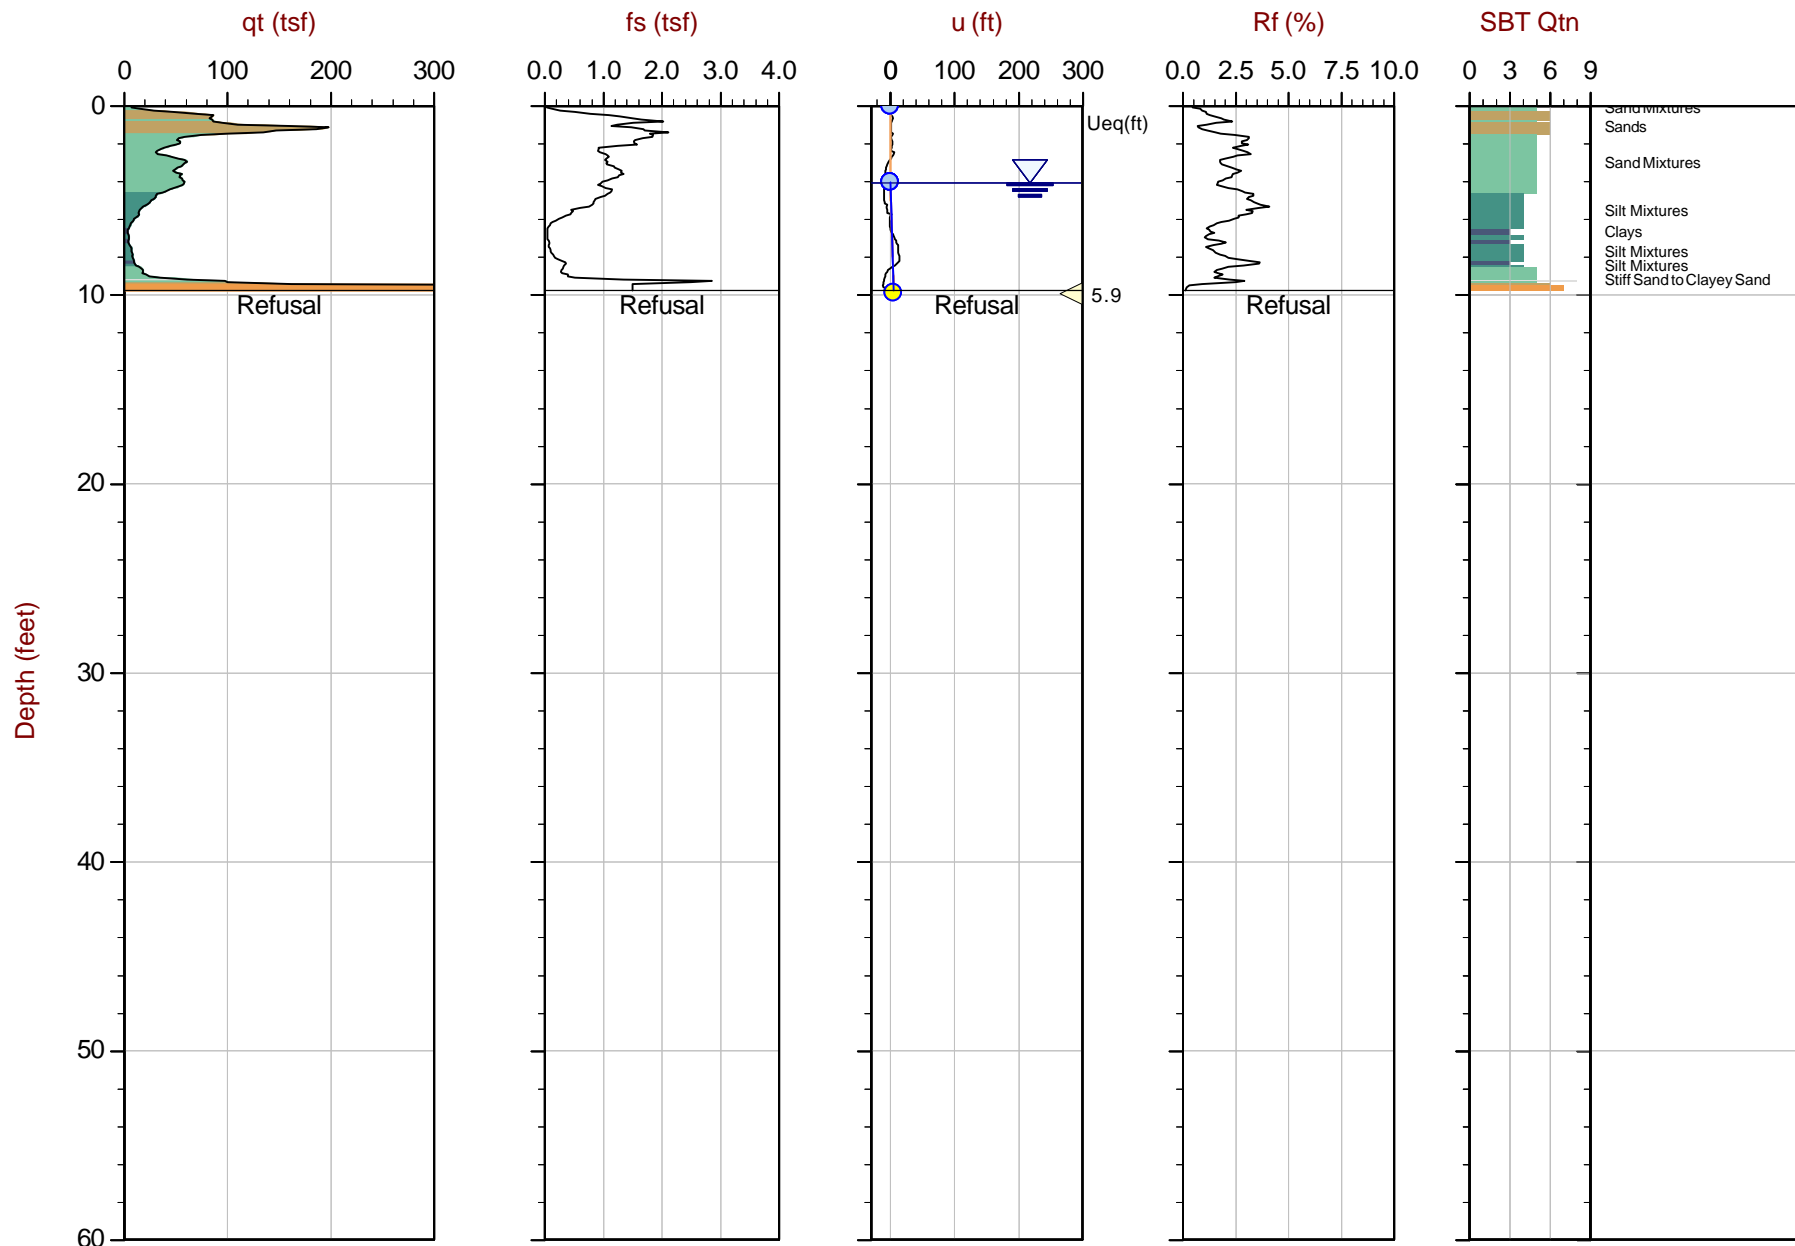 qt (tsf) fs (tsf) u (ft) Rf (%) SBT Qtn
0 100 200 300 0.0 1.0 2.0 3.0 4.0 0 100 200 300 0.0 2.5 5.0 7.5 10.0 0 3 6 9
0 Sand Mixtures
Ueq(ft) Sands
Sand Mixtures
Silt Mixtures
Clays
Silt Mixtures
Silt Mixtures
Stiff Sand to Clayey Sand
10 5.9
Refusal Refusal Refusal Refusal
20
30
Depth (feet)
40
50
60